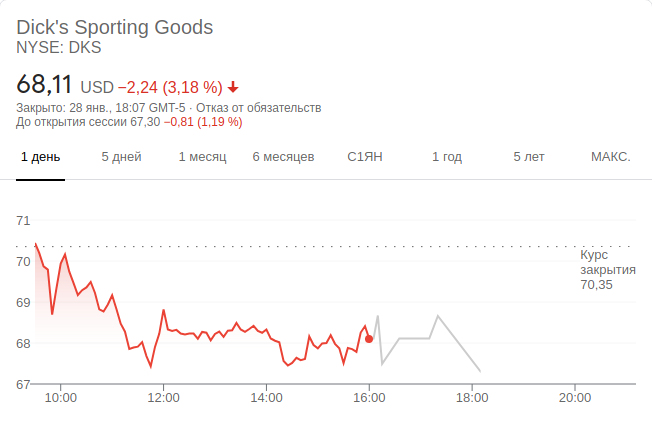 Dick's Sporting Goods
NYSE: DKS
68,11 USD −2,24 (3,18 %)
Закрыто: 28 янв., 18:07 GMT-5 · Отказ от обязательств
До открытия сессии 67,30 −0,81 (1,19 %)
1 день 5 дней 1 месяц 6 месяцев С1ЯН 1 год 5 лет МАКС.
71
70
69
68
67
Курс
закрытия
70,35
10:00 12:00 14:00 16:00 18:00 20:00